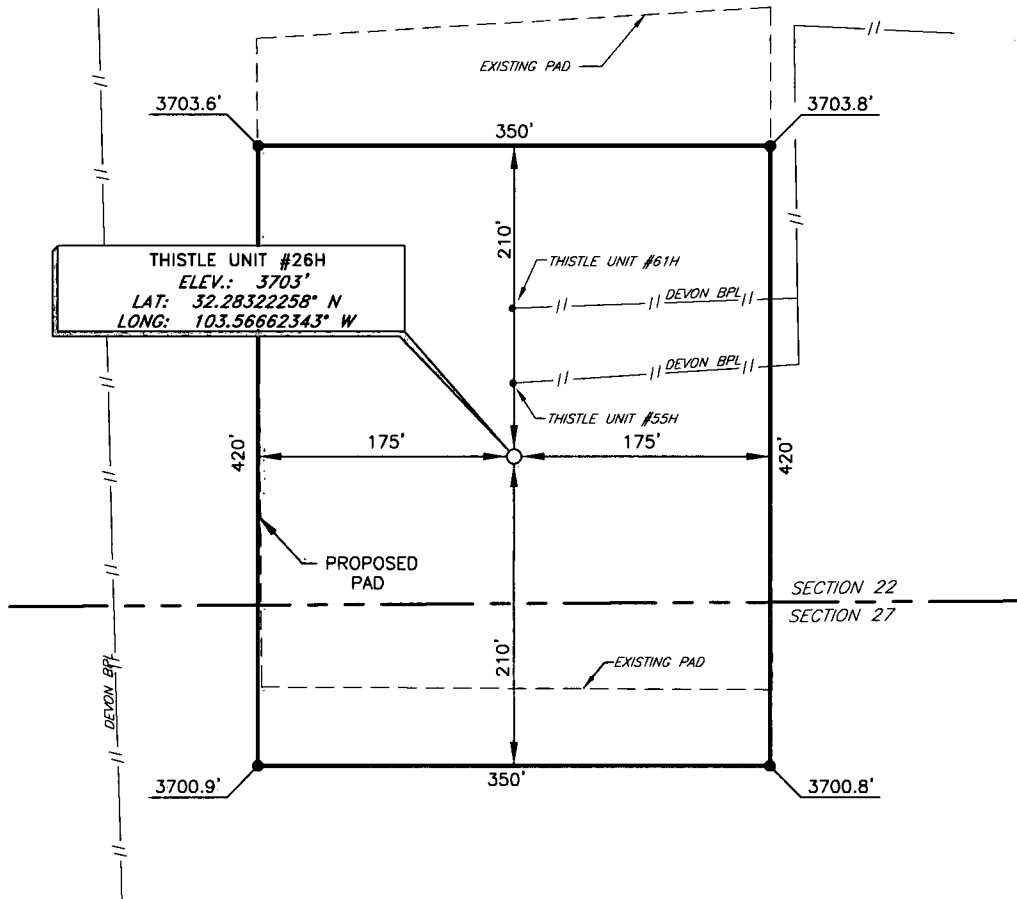 EXISTING PAD
3703.6'
3703.8'
350'
210'
THISTLE UNIT #26H
ELEV.: 3703'
LAT: 32.28322258° N
LONG: 103.56662343° W
THISTLE UNIT #61H
DEVON BPL
DEVON BPL
THISTLE UNIT #55H
175'
175'
420'
420'
PROPOSED
PAD
SECTION 22
SECTION 27
210'
EXISTING PAD
DEVON BPL
3700.9'
350'
3700.8'